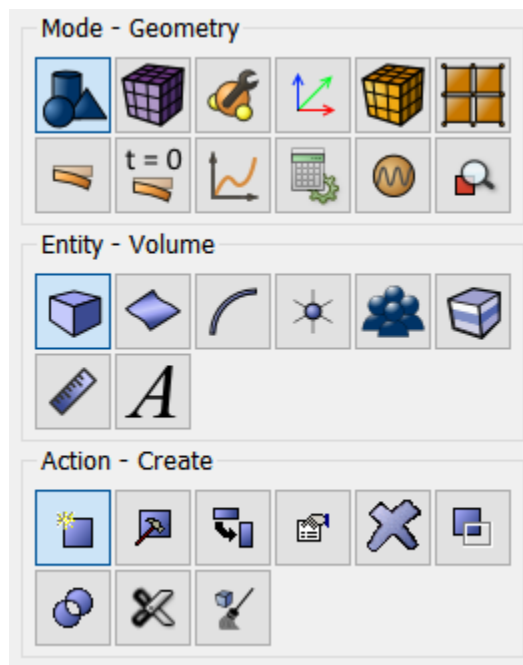 Mode - Geometry
t = 0
Entity - Volume
A
Action - Create